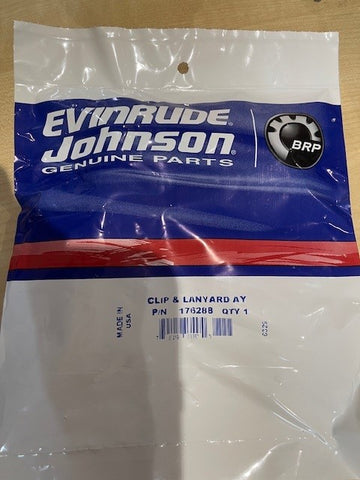 EVINRUDE
Johnson
GENUINE PARTS
BRP
CLIP & LANYARD AY
P/N 176288 QTY 1
MADE IN
USA